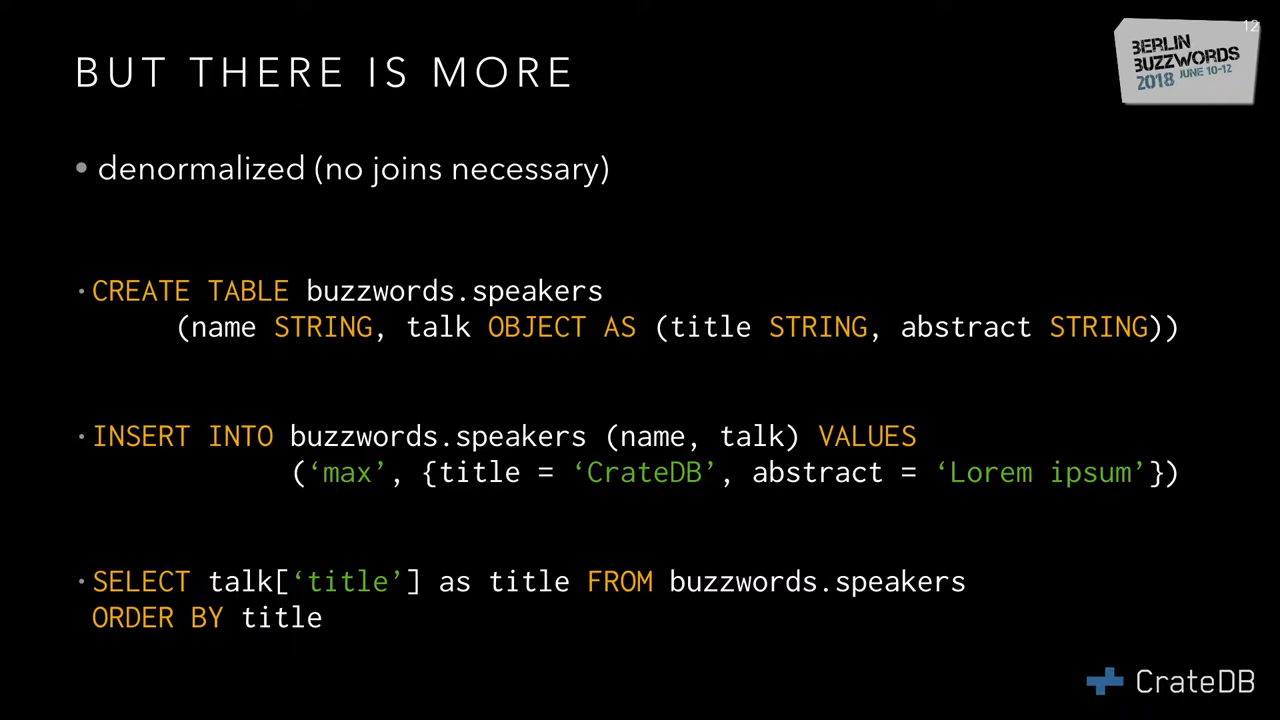 12
BERLIN
BUZZWORDS
2018 JUNE 10-12
BUT THERE IS MORE
• denormalized (no joins necessary)
• CREATE TABLE buzzwords.speakers
(name STRING, talk OBJECT AS (title STRING, abstract STRING))
• INSERT INTO buzzwords.speakers (name, talk) VALUES
(‘max’, {title = ‘CrateDB’, abstract = ‘Lorem ipsum’})
• SELECT talk[‘title’] as title FROM buzzwords.speakers
ORDER BY title
CrateDB